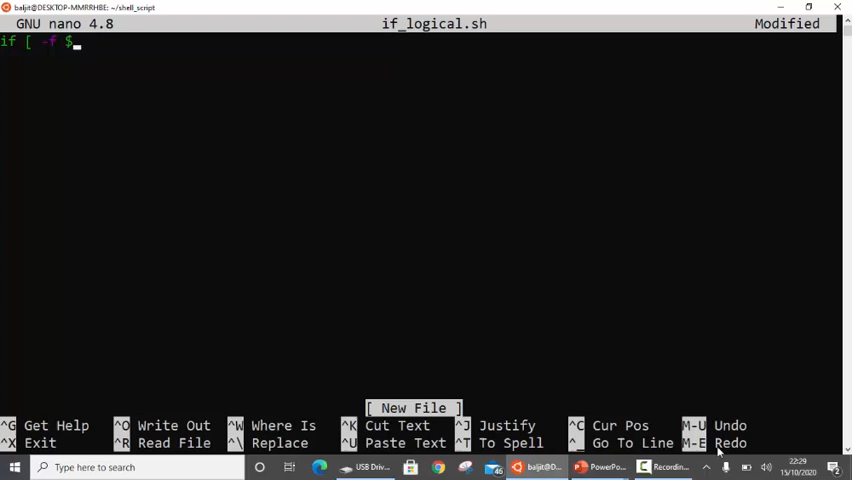 baljit@DESKTOP-MMRRHBE: ~/shell_script
GNU nano 4.8 if_logical.sh Modified
if [ -f $
[ New File ]
^G Get Help ^O Write Out ^W Where Is ^K Cut Text ^J Justify ^C Cur Pos M-U Undo
^X Exit ^R Read File ^\ Replace ^U Paste Text ^T To Spell ^_ Go To Line M-E Redo
Type here to search
USB Driv...
46
baljit@D...
PowerPo...
Recordin...
22:29
15/10/2020
2